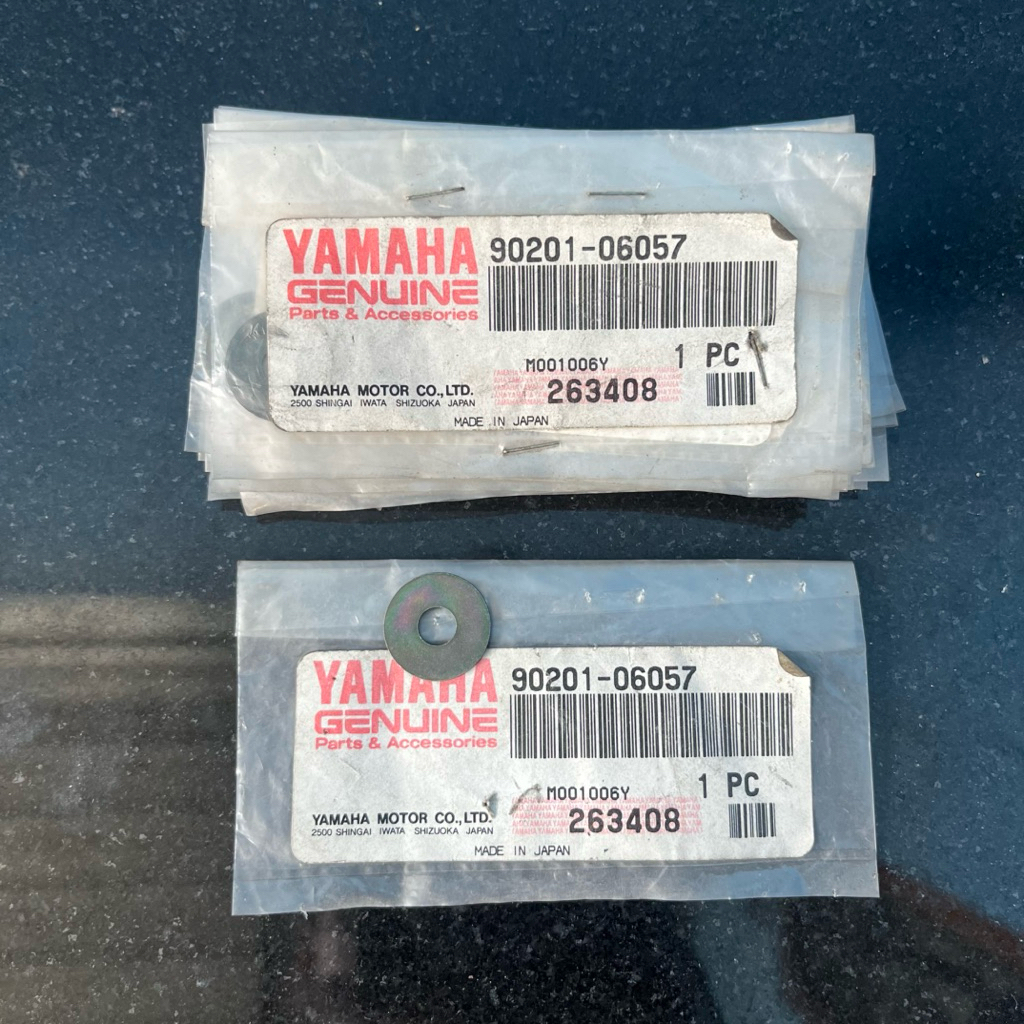 YAMAHA
GENUINE
Parts & Accessories
90201-06057
M001006Y
1 PC
263408
YAMAHA MOTOR CO.,LTD.
2500 SHINGAI IWATA SHIZUOKA JAPAN
MADE IN JAPAN
YAMAHA
GENUINE
Parts & Accessories
90201-06057
M001006Y
1 PC
263408
YAMAHA MOTOR CO.,LTD.
2500 SHINGAI IWATA SHIZUOKA JAPAN
MADE IN JAPAN